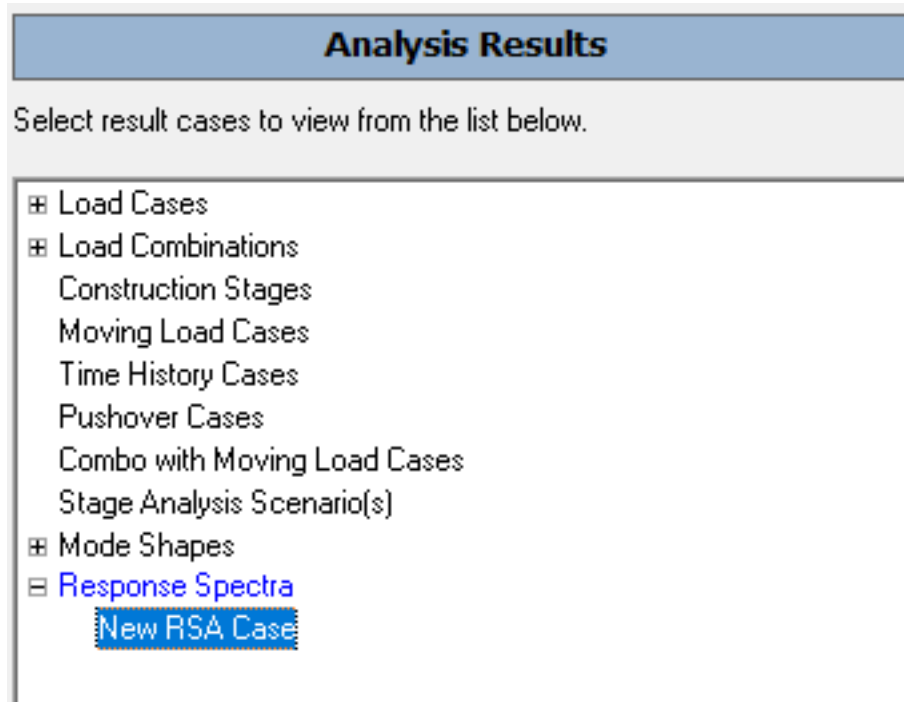 Analysis Results
Select result cases to view from the list below.
Load Cases
Load Combinations
Construction Stages
Moving Load Cases
Time History Cases
Pushover Cases
Combo with Moving Load Cases
Stage Analysis Scenario(s)
Mode Shapes
Response Spectra
New RSA Case